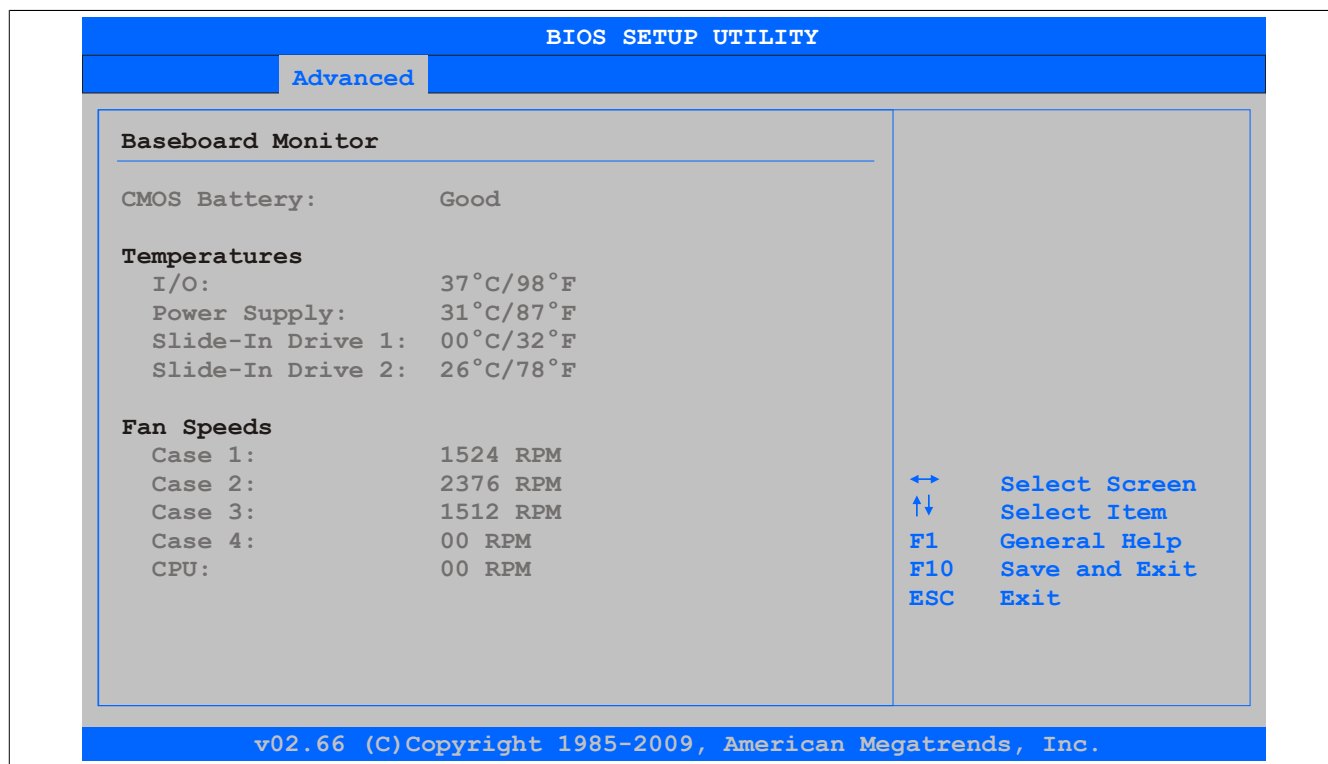 BIOS SETUP UTILITY
Advanced
Baseboard Monitor
CMOS Battery: Good
Temperatures
I/O: 37°C/98°F
Power Supply: 31°C/87°F
Slide-In Drive 1: 00°C/32°F
Slide-In Drive 2: 26°C/78°F
Fan Speeds
Case 1: 1524 RPM
Case 2: 2376 RPM
Case 3: 1512 RPM
Case 4: 00 RPM
CPU: 00 RPM
↔ Select Screen
↑↓ Select Item
F1 General Help
F10 Save and Exit
ESC Exit
v02.66 (C)Copyright 1985-2009, American Megatrends, Inc.